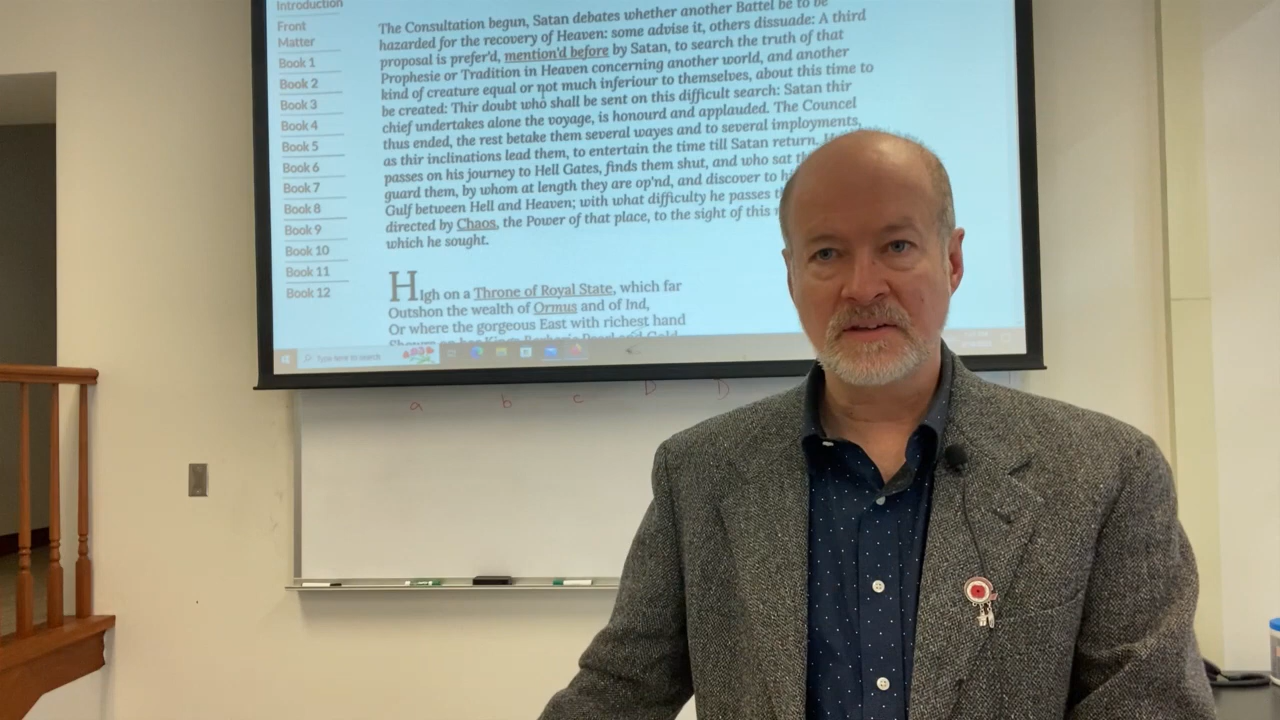 Introduction
Front
Matter
Book 1
Book 2
Book 3
Book 4
Book 5
Book 6
Book 7
Book 8
Book 9
Book 10
Book 11
Book 12
The Consultation begun, Satan debates whether another Battel be to be
hazarded for the recovery of Heaven: some advise it, others dissuade: A third
proposal is prefer'd, mention'd before by Satan, to search the truth of that
Prophesie or Tradition in Heaven concerning another world, and another
kind of creature equal or not much inferiour to themselves, about this time to
be created: Thir doubt who shall be sent on this difficult search: Satan thir
chief undertakes alone the voyage, is honourd and applauded. The Councel
thus ended, the rest betake them several wayes and to several imployments,
as thir inclinations lead them, to entertain the time till Satan return.
passes on his journey to Hell Gates, finds them shut, and who sat
guard them, by whom at length they are op'nd, and discover to
Gulf between Hell and Heaven; with what difficulty he passes
directed by Chaos, the Power of that place, to the sight of this
which he sought.
HIgh on a Throne of Royal State, which far
Outshon the wealth of Ormus and of Ind,
Or where the gorgeous East with richest hand
Type here to search
a b c D D